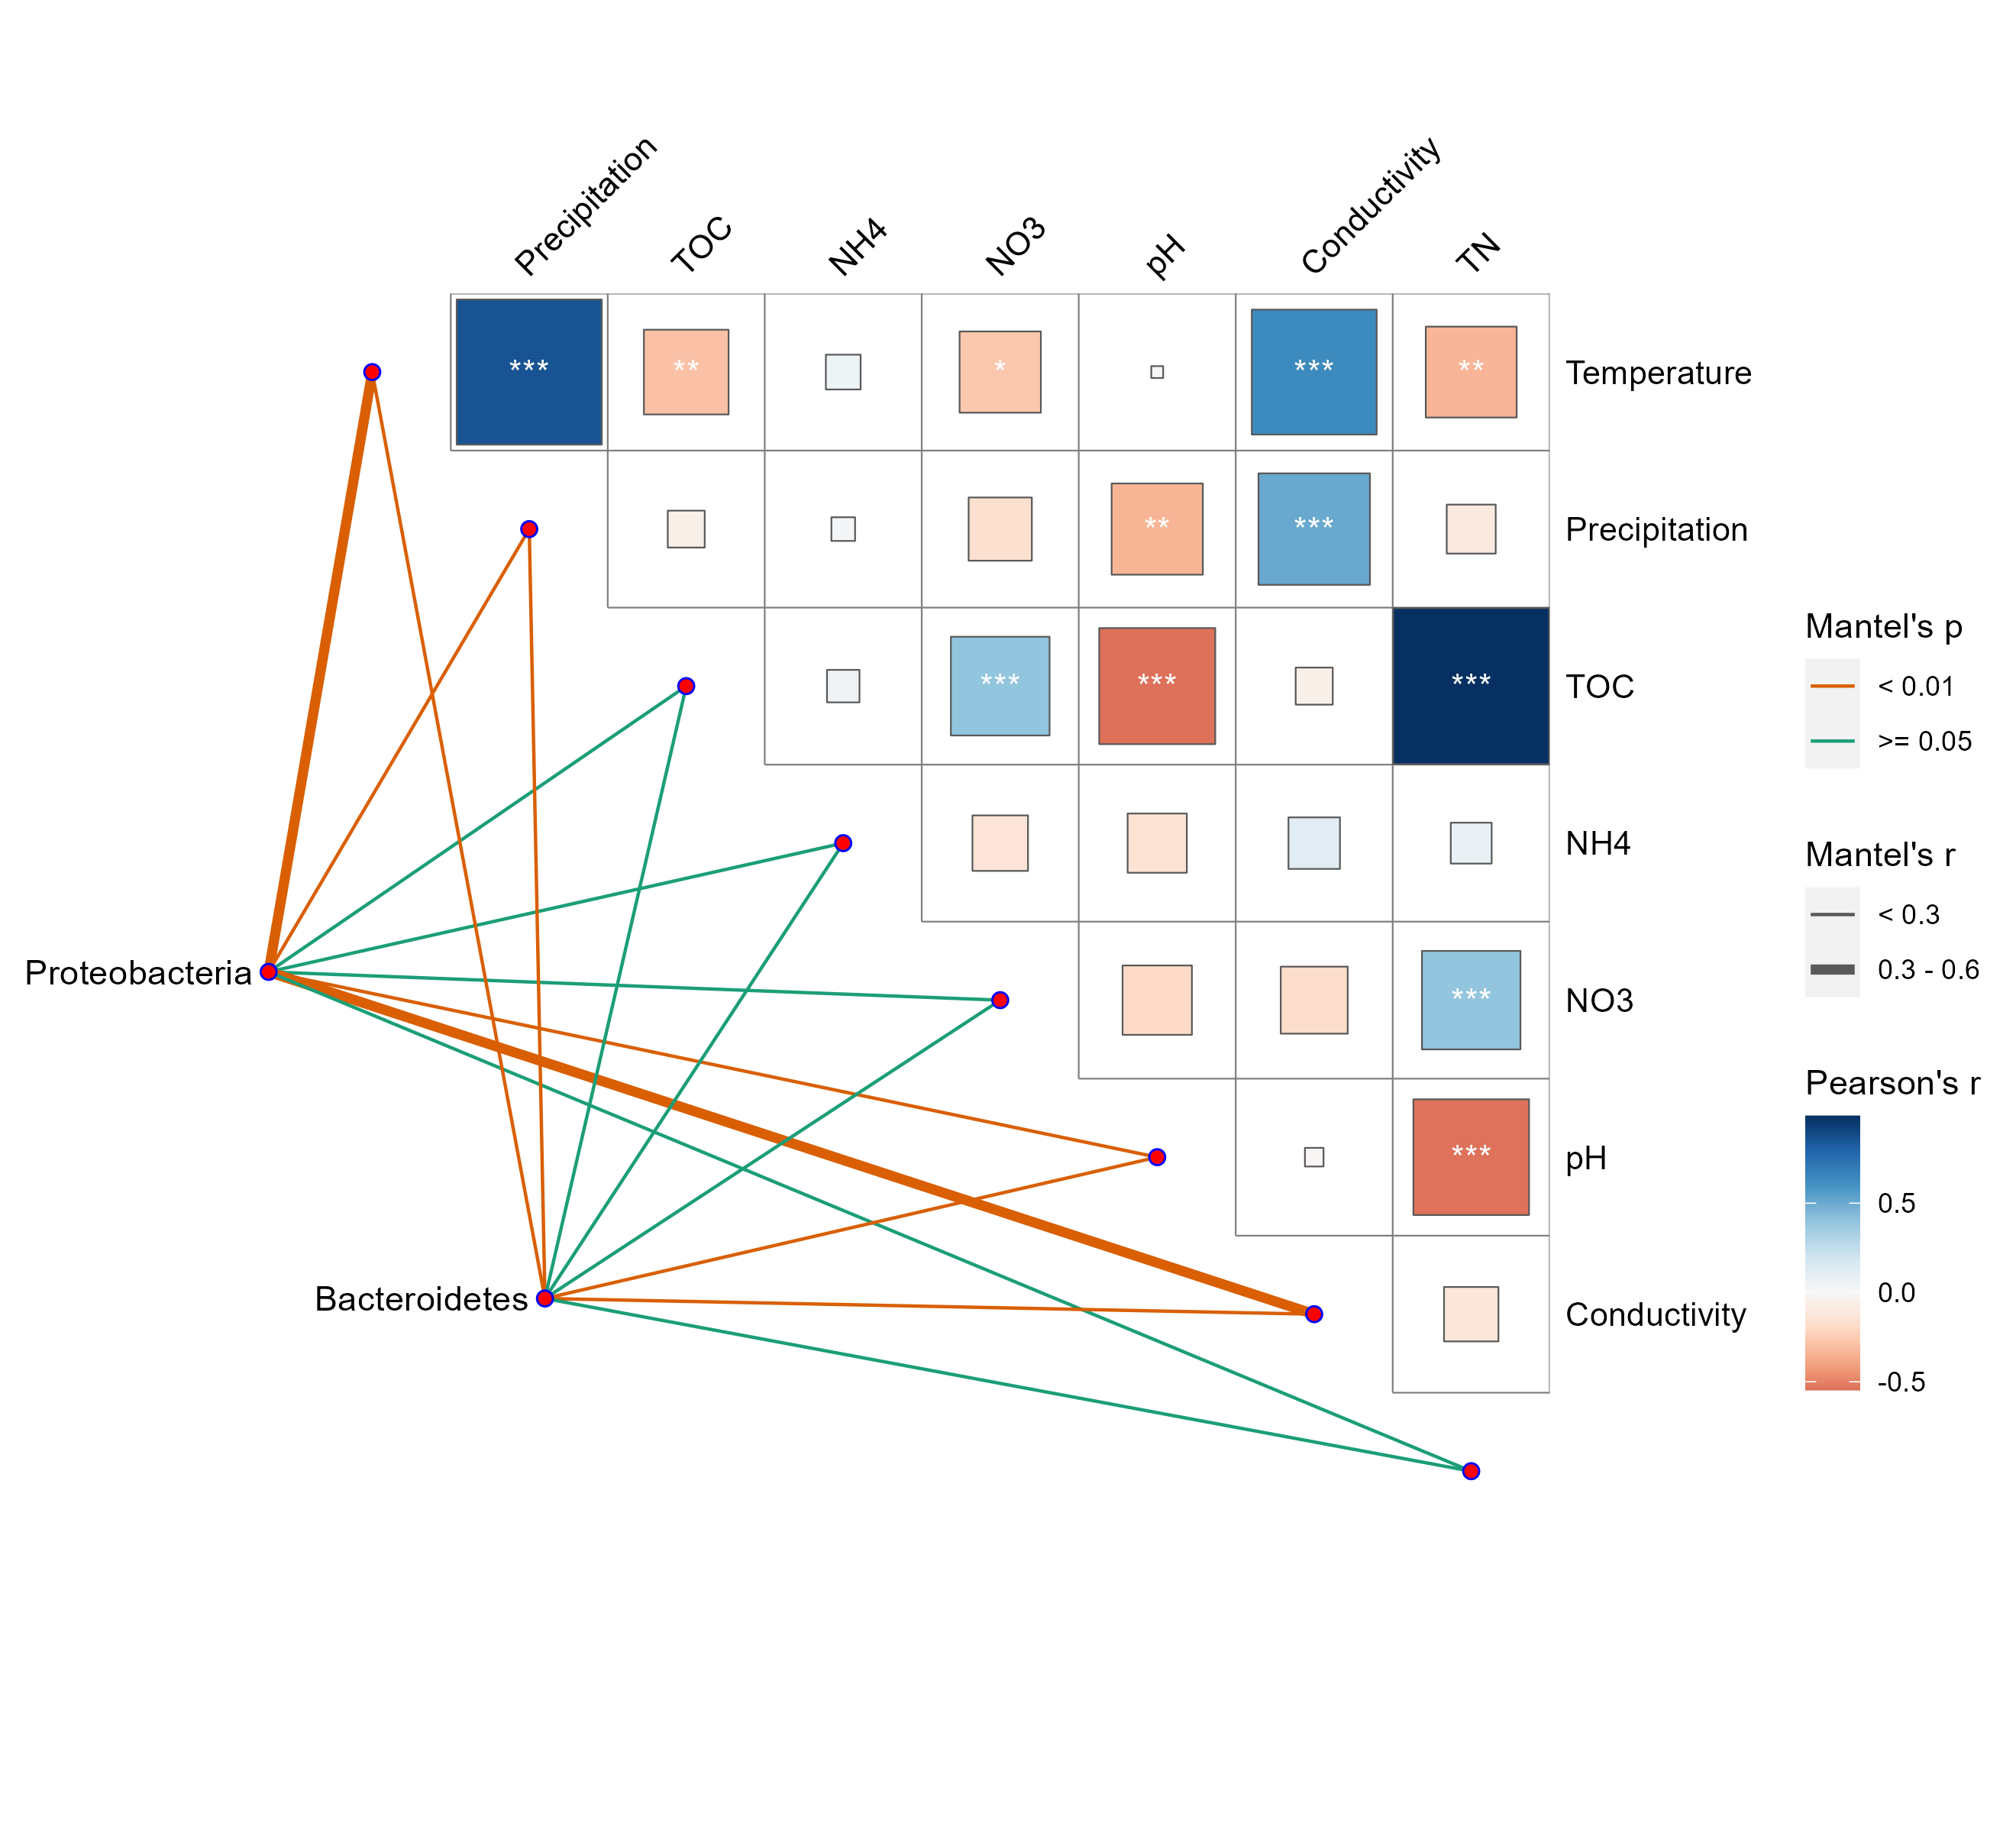 Precipitation
TOC
NH4
NO3
pH
Conductivity
TN
*** ** * *** ** Temperature
** *** Precipitation
*** *** *** TOC
NH4
*** NO3
*** pH
Conductivity
Proteobacteria
Bacteroidetes
Mantel's p
< 0.01
>= 0.05
Mantel's r
< 0.3
0.3 - 0.6
Pearson's r
0.5
0.0
-0.5